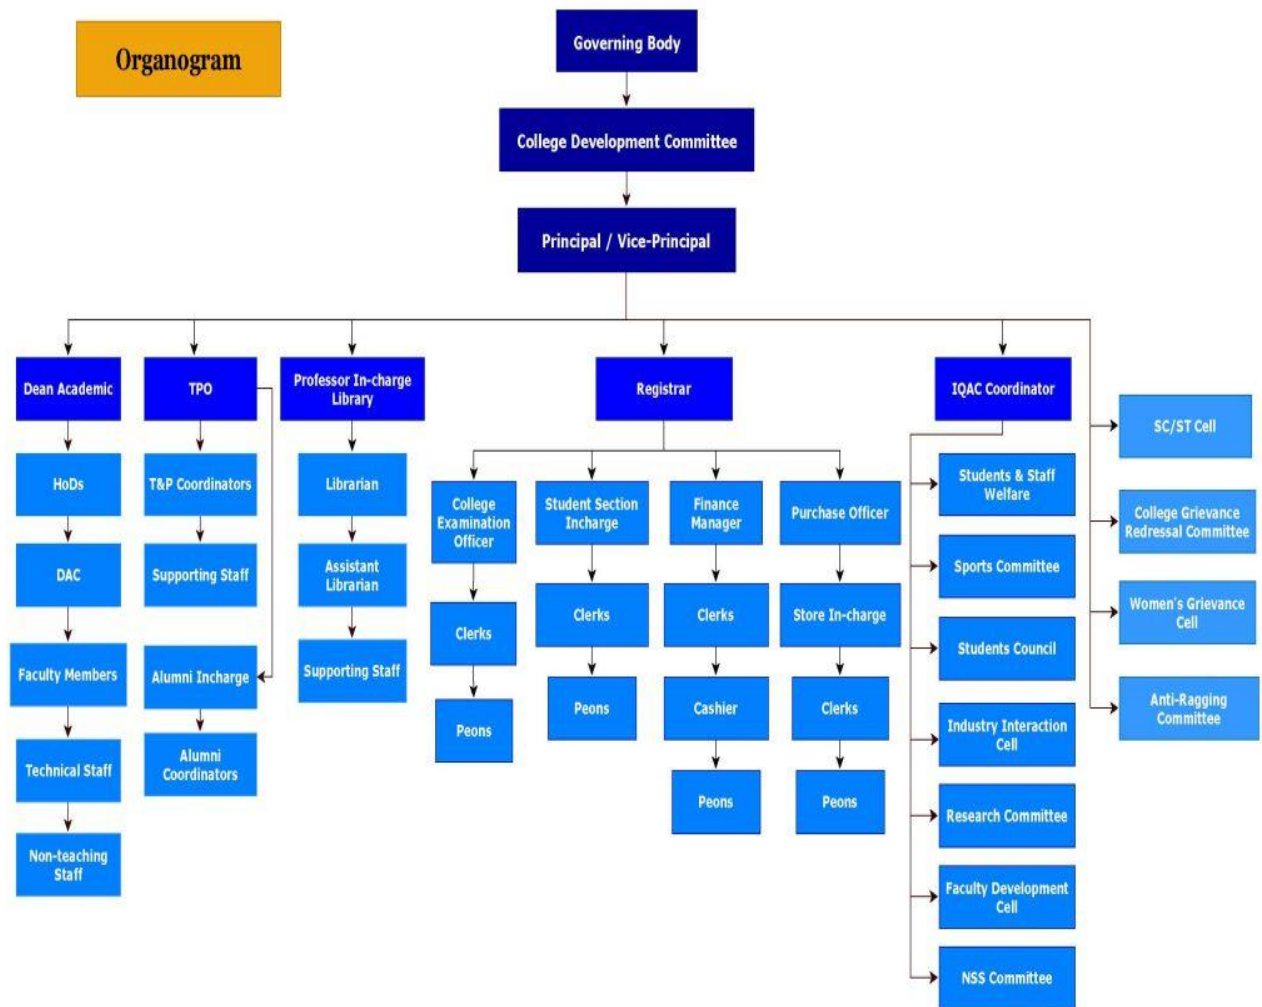 Organogram
Governing Body
College Development Committee
Principal / Vice-Principal
Dean Academic
HoDs
DAC
Faculty Members
Technical Staff
Non-teaching
Staff
TPO
T&P Coordinators
Supporting Staff
Alumni Incharge
Alumni
Coordinators
Professor In-charge
Library
Librarian
Assistant
Librarian
Supporting Staff
Registrar
College
Examination
Officer
Clerks
Peons
Student Section
Incharge
Clerks
Peons
Finance
Manager
Clerks
Cashier
Peons
Purchase Officer
Store In-charge
Clerks
Peons
IQAC Coordinator
Students & Staff
Welfare
Sports Committee
Students Council
Industry Interaction
Cell
Research Committee
Faculty Development
Cell
NSS Committee
SC/ST Cell
College Grievance
Redressal Committee
Women's Grievance
Cell
Anti-Ragging
Committee